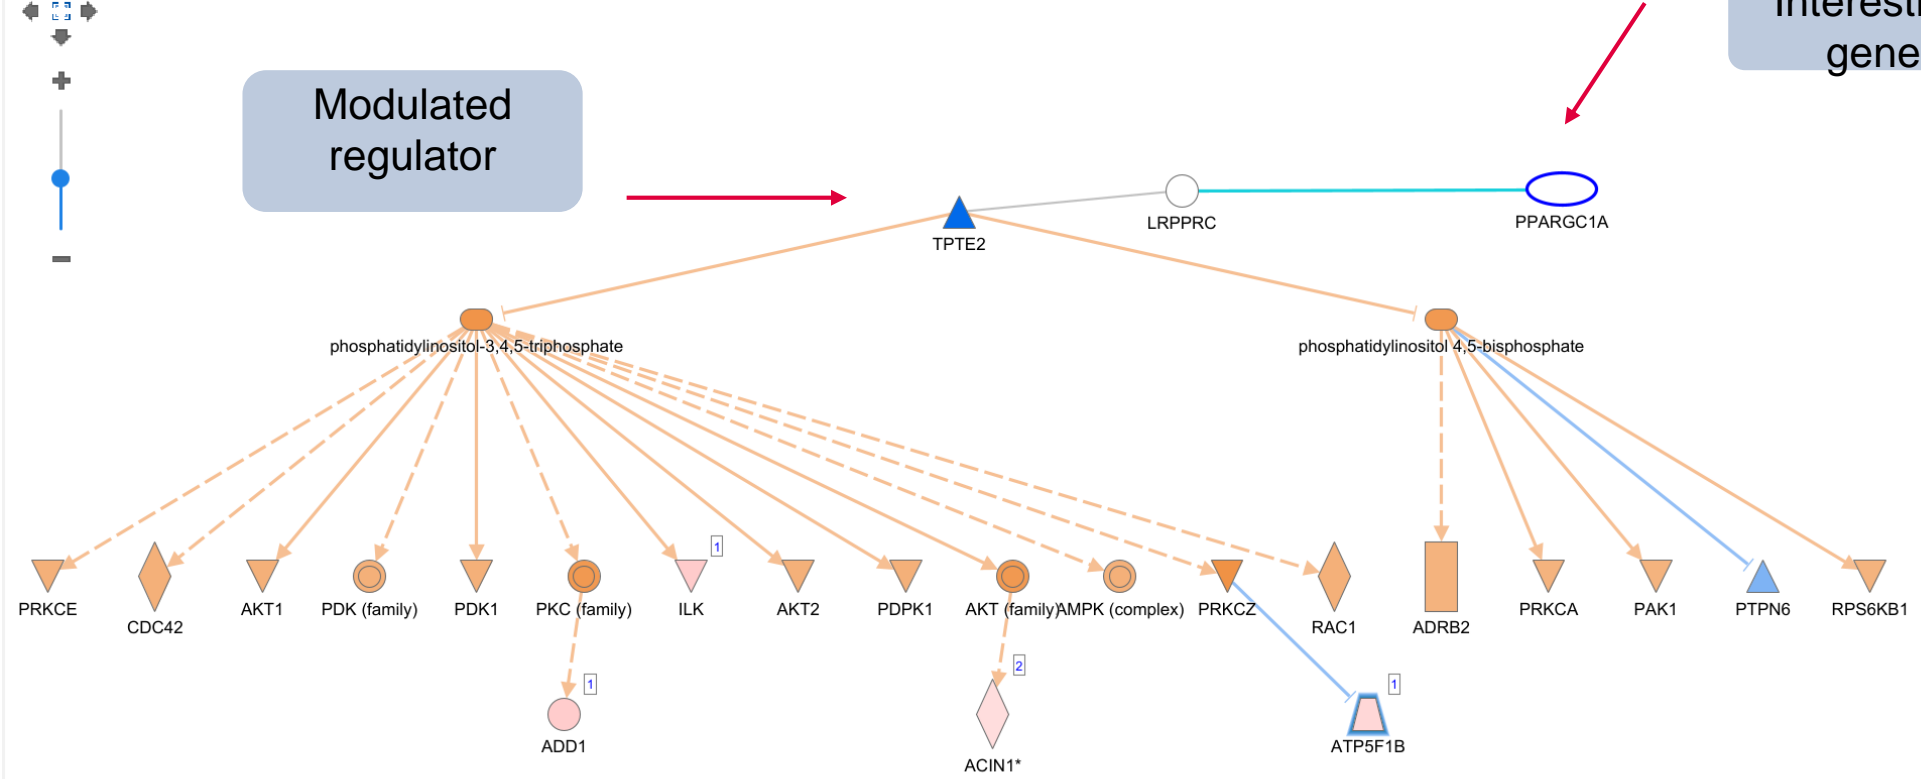 gene
Modulated
regulator
LRPPRC
PPARGC1A
TPTE2
phosphatidylinositol-3,4,5-triphosphate
phosphatidylinositol 4,5-bisphosphate
1
PRKCE
CDC42
AKT1
PDK (family)
PDK1
PKC (family)
ILK
AKT2
PDPK1
AKT (family)
AMPK (complex)
PRKCZ
RAC1
ADRB2
PRKCA
PAK1
PTPN6
RPS6KB1
1
2
1
ADD1
ACIN1*
ATP5F1B